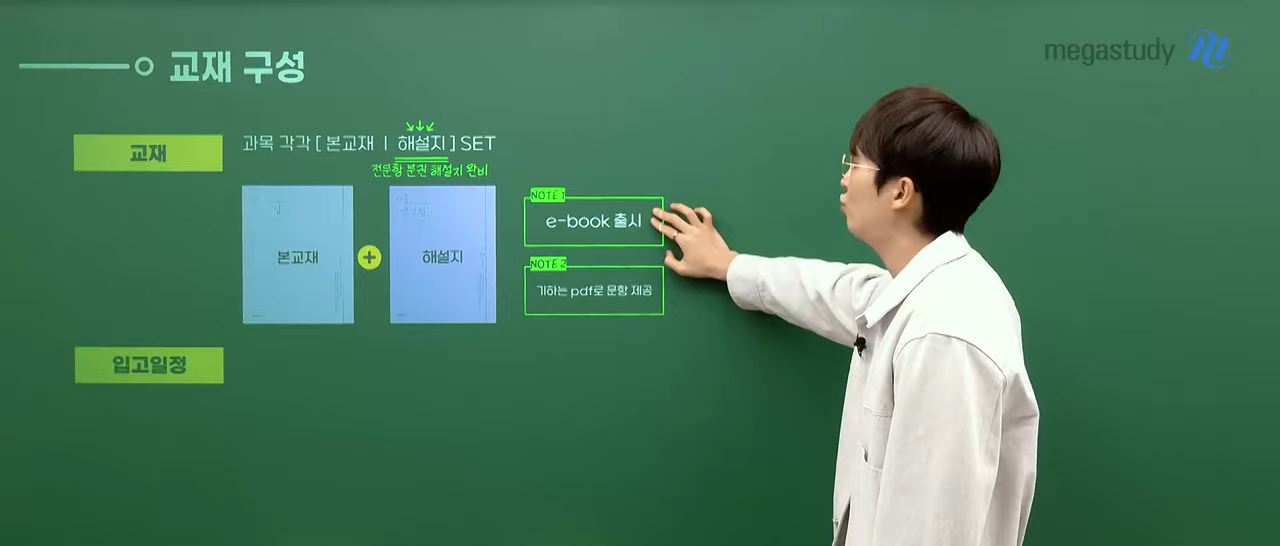 교재 구성
megastudy
교재
과목 각각 [ 본교재 | 해설지 ] SET
전문항 분권 해설지 완비
본교재
해설지
NOTE 1
e-book 출시
NOTE 2
기하는 pdf로 문항 제공
입고일정